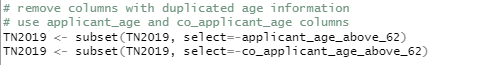 # remove columns with duplicated age information
# use applicant_age and co_applicant_age columns
TN2019 <- subset(TN2019, select=-applicant_age_above_62)
TN2019 <- subset(TN2019, select=-co_applicant_age_above_62)